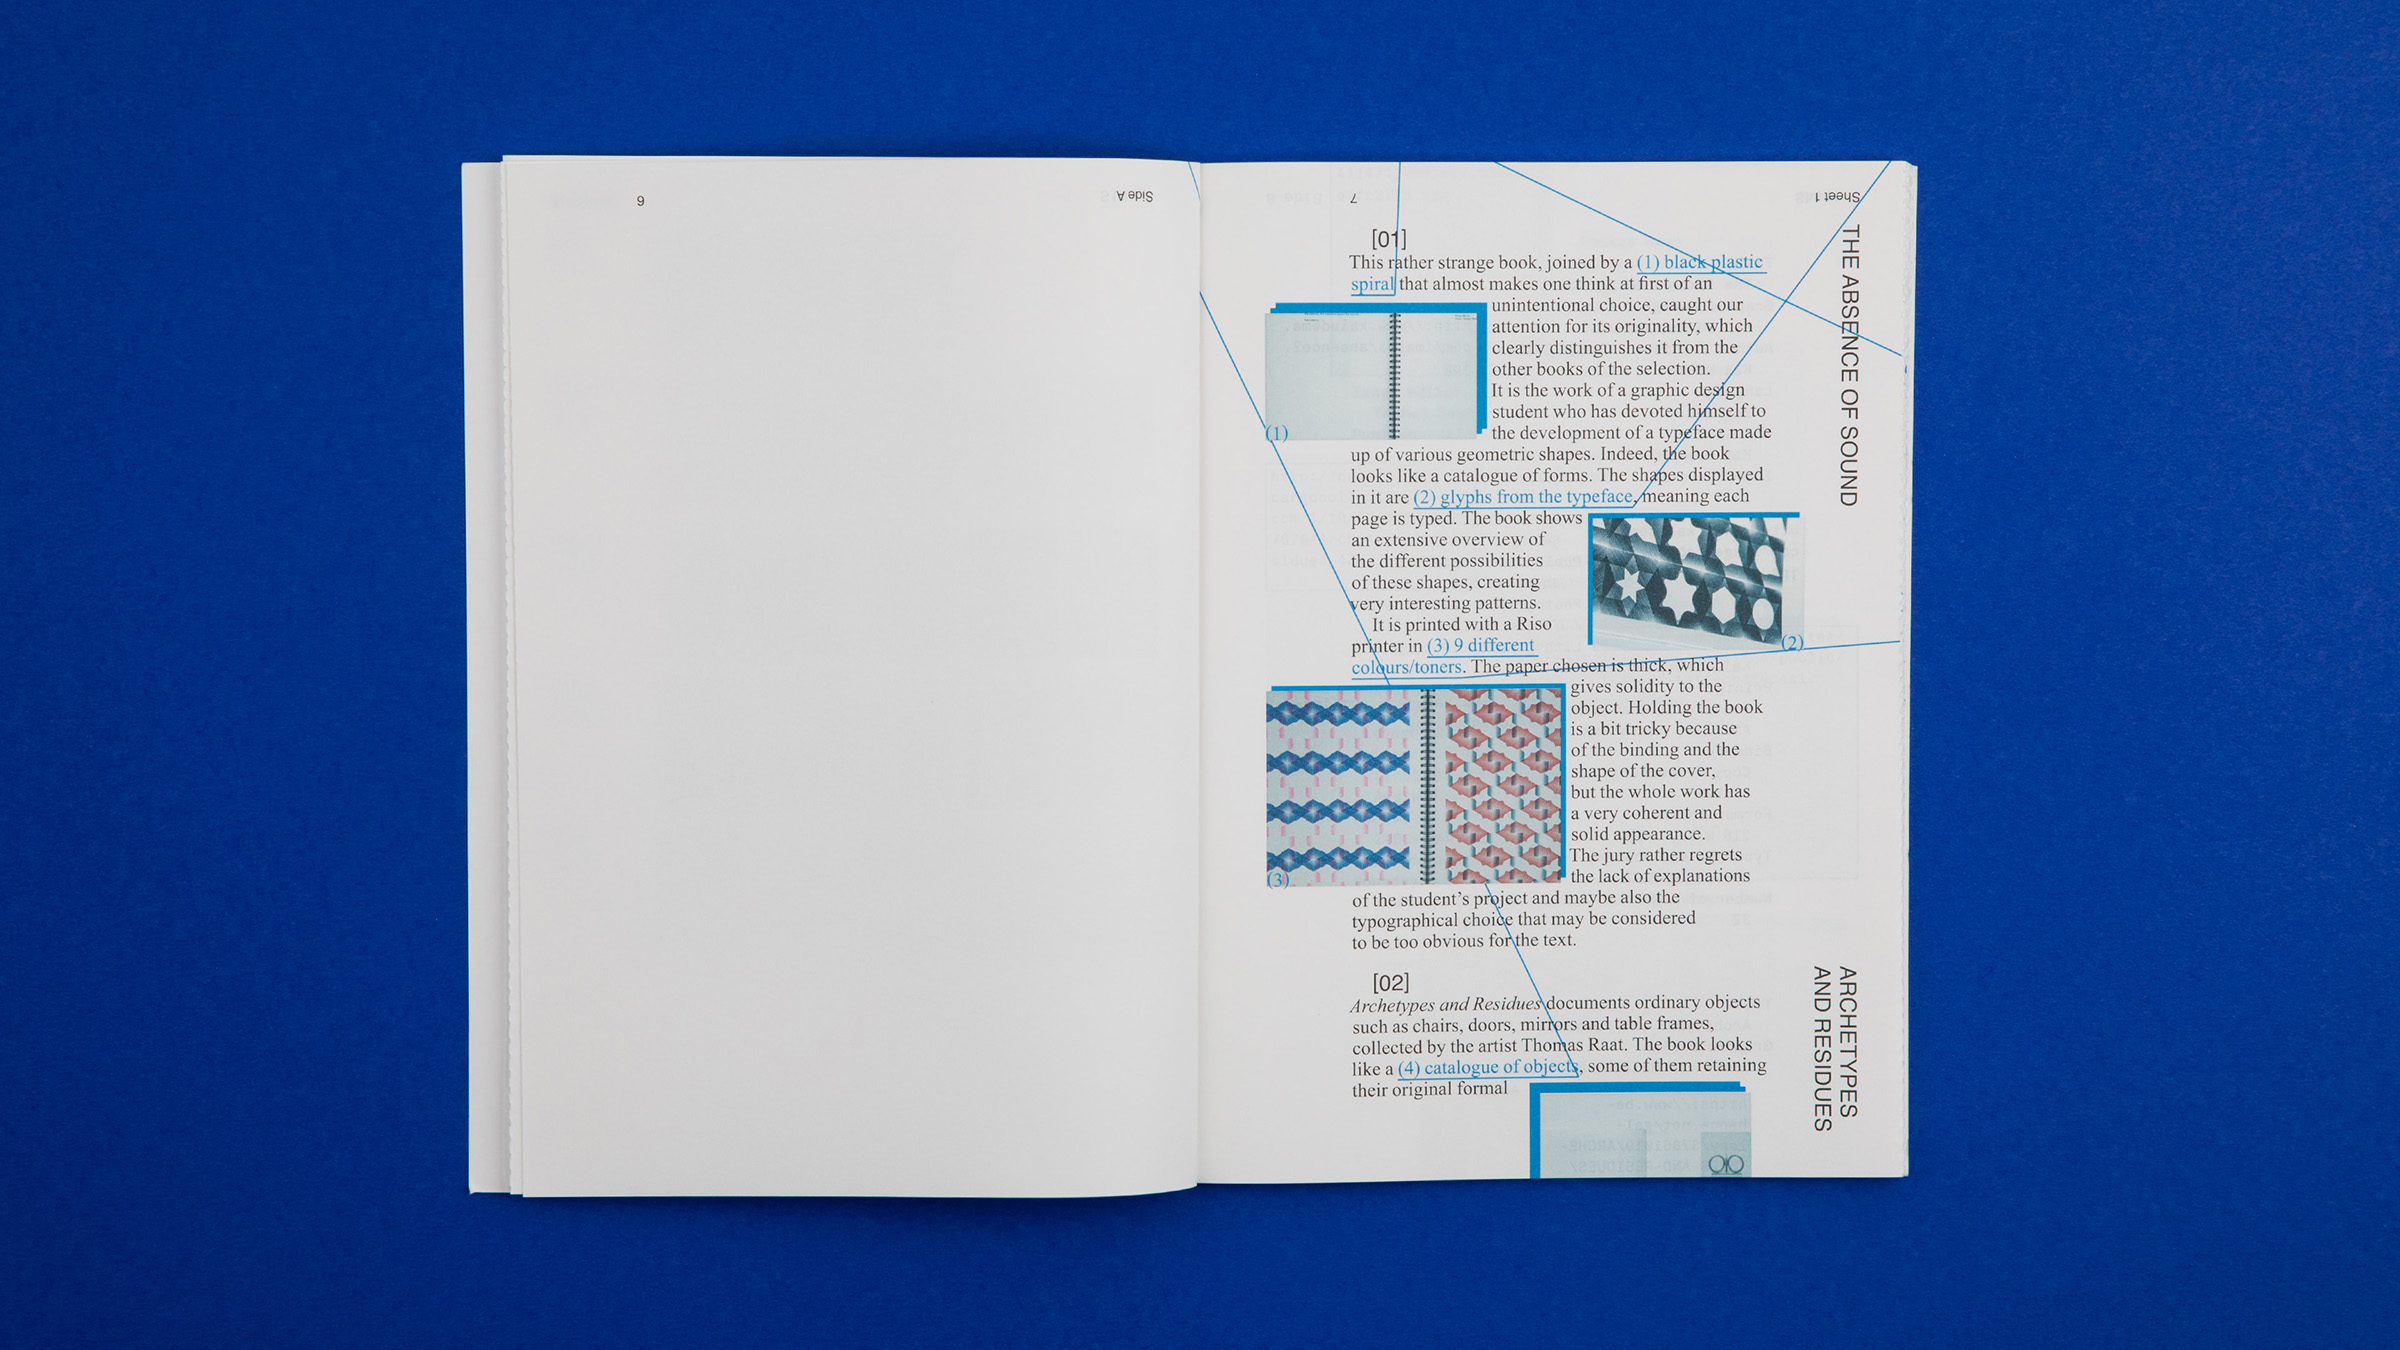 6
Side A
7
Sheet 1
THE ABSENCE OF SOUND
[01]
This rather strange book, joined by a (1) black plastic
spiral that almost makes one think at first of an
unintentional choice, caught our
attention for its originality, which
clearly distinguishes it from the
other books of the selection.
It is the work of a graphic design
student who has devoted himself to
(1)
the development of a typeface made
up of various geometric shapes. Indeed, the book
looks like a catalogue of forms. The shapes displayed
in it are (2) glyphs from the typeface, meaning each
page is typed. The book shows
an extensive overview of
the different possibilities
of these shapes, creating
very interesting patterns.
It is printed with a Riso
(2)
printer in (3) 9 different
colours/toners. The paper chosen is thick, which
gives solidity to the
object. Holding the book
is a bit tricky because
of the binding and the
shape of the cover,
but the whole work has
a very coherent and
solid appearance.
The jury rather regrets
(3)
the lack of explanations
of the student's project and maybe also the
typographical choice that may be considered
to be too obvious for the text.
ARCHETYPES
AND RESIDUES
[02]
Archetypes and Residues documents ordinary objects
such as chairs, doors, mirrors and table frames,
collected by the artist Thomas Raat. The book looks
like a (4) catalogue of objects, some of them retaining
their original formal